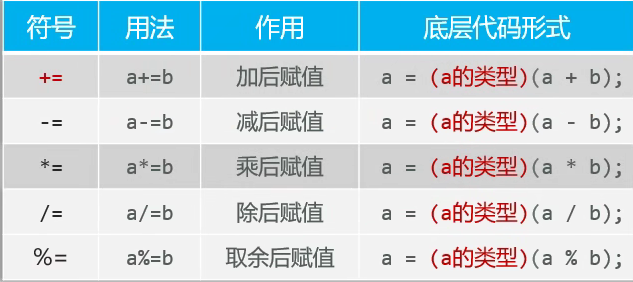 符号 用法 作用 底层代码形式
+= a+=b 加后赋值 a = (a的类型)(a + b);
-= a-=b 减后赋值 a = (a的类型)(a - b);
*= a*=b 乘后赋值 a = (a的类型)(a * b);
/= a/=b 除后赋值 a = (a的类型)(a / b);
%= a%=b 取余后赋值 a = (a的类型)(a % b);